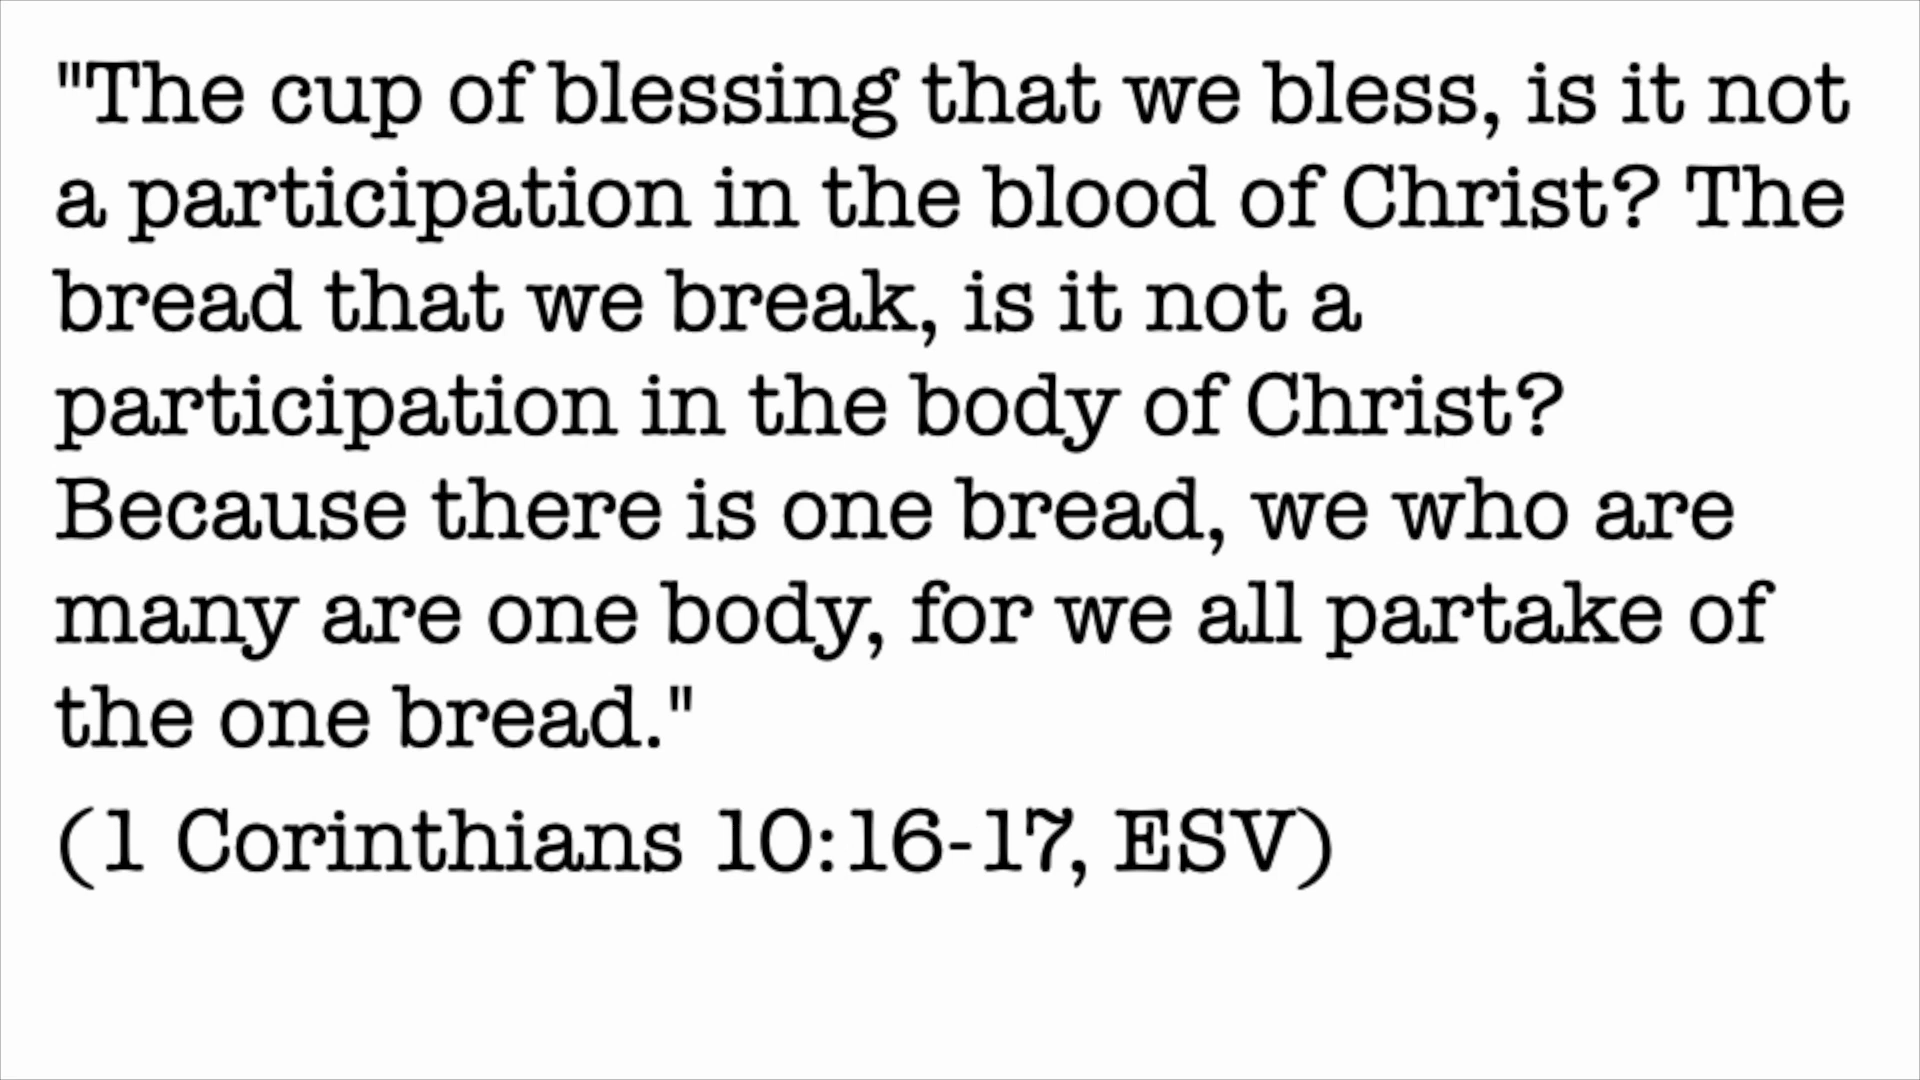 "The cup of blessing that we bless, is it not
a participation in the blood of Christ? The
bread that we break, is it not a
participation in the body of Christ?
Because there is one bread, we who are
many are one body, for we all partake of
the one bread."
(1 Corinthians 10:16-17, ESV)